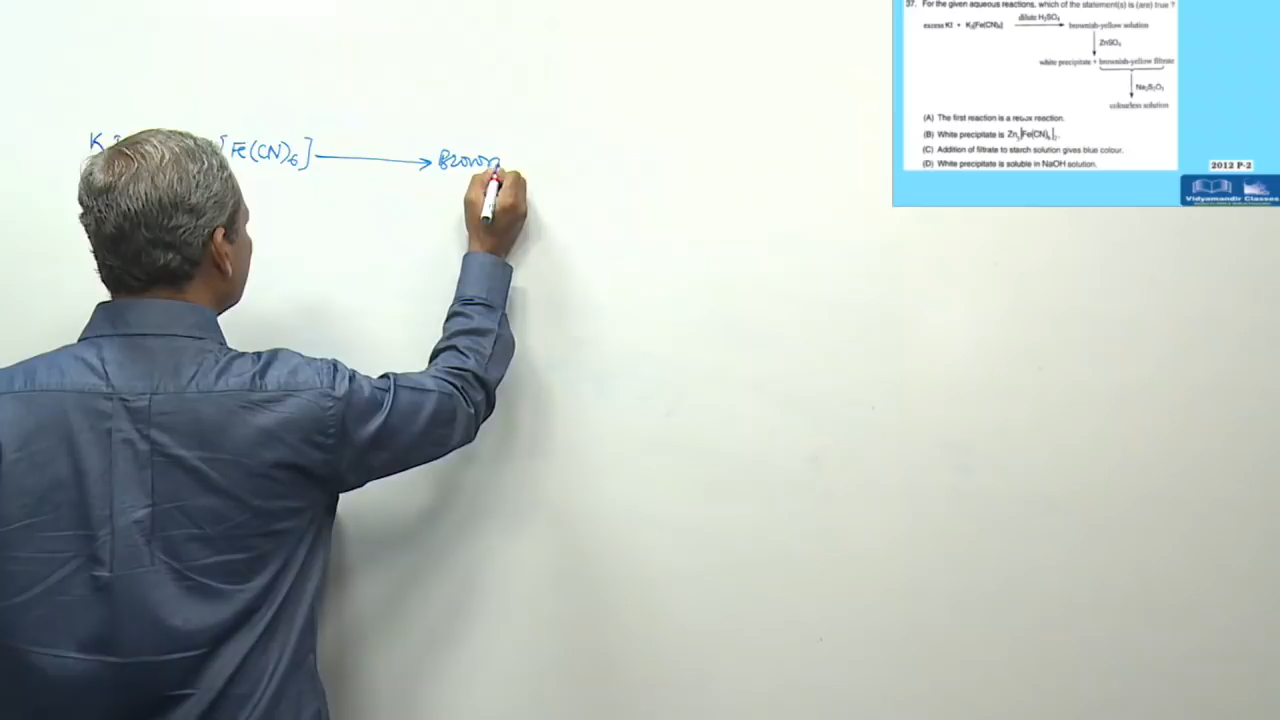 37. For the given aqueous reactions, which of the statement(s) is (are) true ?
excess KI + K₃[Fe(CN)₆] dilute H₂SO₄ brownish-yellow solution
ZnSO₄
white precipitate + brownish-yellow filtrate
Na₂S₂O₃
colourless solution
(A) The first reaction is a redox reaction.
(B) White precipitate is Zn₃[Fe(CN)₆]₂.
(C) Addition of filtrate to starch solution gives blue colour.
(D) White precipitate is soluble in NaOH solution.
2012 P-2
Vidyamandir Classes
K [Fe(CN)₆] Brown